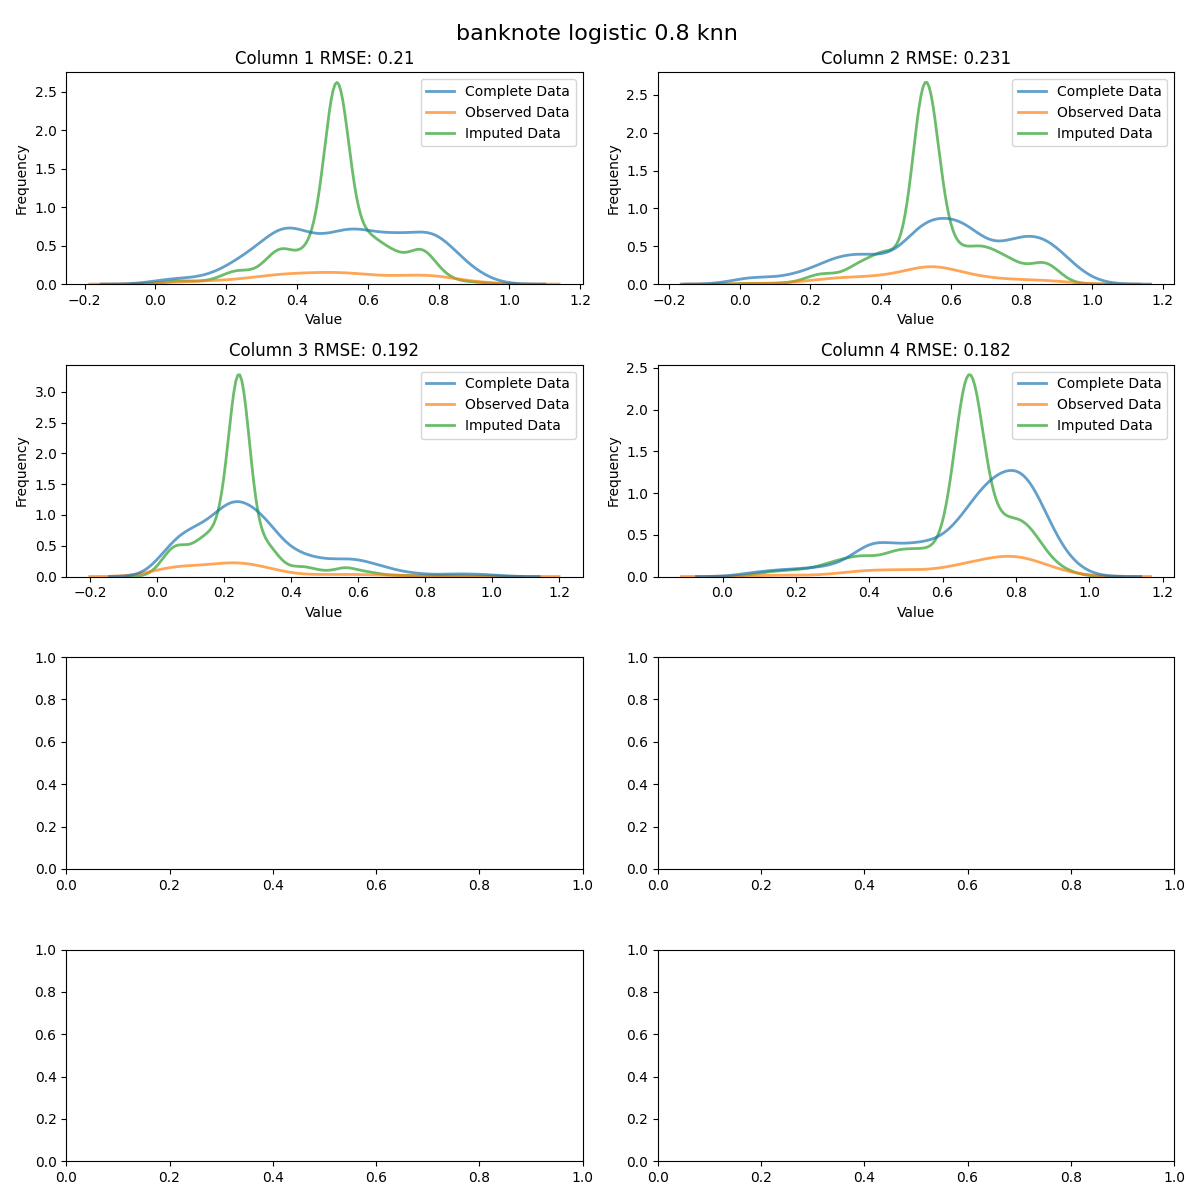 banknote logistic 0.8 knn
Column 1 RMSE: 0.21
2.5
2.0
1.5
1.0
0.5
0.0
Frequency
Complete Data
Observed Data
Imputed Data
−0.2 0.0 0.2 0.4 0.6 0.8 1.0 1.2
Value
Column 2 RMSE: 0.231
2.5
2.0
1.5
1.0
0.5
0.0
Frequency
Complete Data
Observed Data
Imputed Data
−0.2 0.0 0.2 0.4 0.6 0.8 1.0 1.2
Value
Column 3 RMSE: 0.192
3.0
2.5
2.0
1.5
1.0
0.5
0.0
Frequency
Complete Data
Observed Data
Imputed Data
−0.2 0.0 0.2 0.4 0.6 0.8 1.0 1.2
Value
Column 4 RMSE: 0.182
2.5
2.0
1.5
1.0
0.5
0.0
Frequency
Complete Data
Observed Data
Imputed Data
0.0 0.2 0.4 0.6 0.8 1.0 1.2
Value
1.0
0.8
0.6
0.4
0.2
0.0
0.0 0.2 0.4 0.6 0.8 1.0
1.0
0.8
0.6
0.4
0.2
0.0
0.0 0.2 0.4 0.6 0.8 1.0
1.0
0.8
0.6
0.4
0.2
0.0
0.0 0.2 0.4 0.6 0.8 1.0
1.0
0.8
0.6
0.4
0.2
0.0
0.0 0.2 0.4 0.6 0.8 1.0